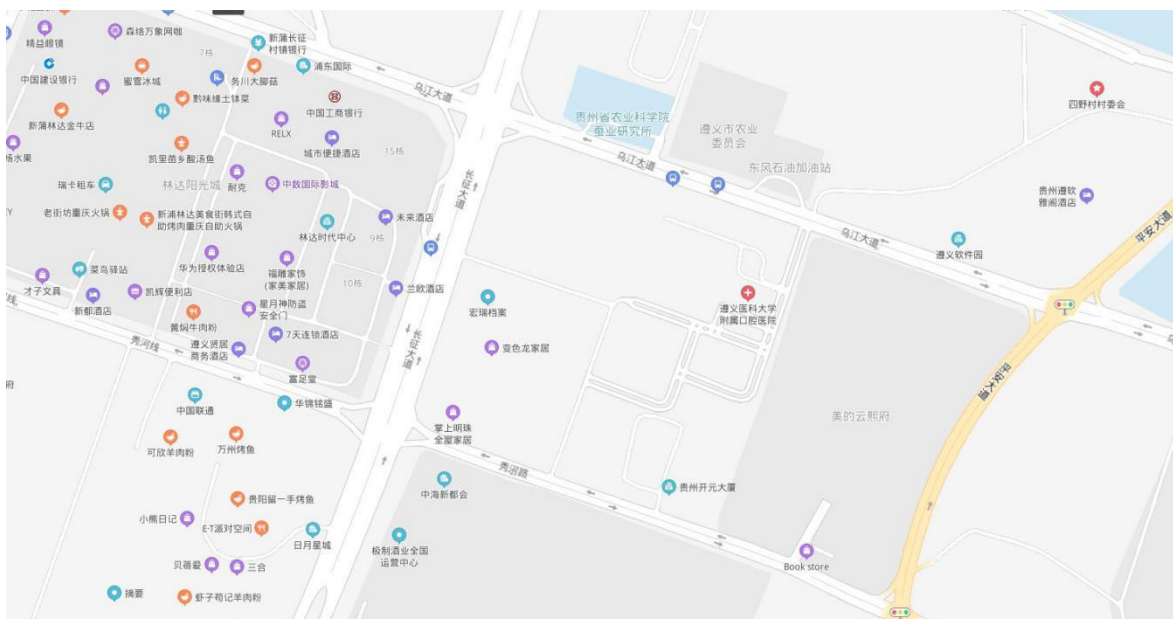 精益眼镜
森络万象网咖
新蒲长征
村镇银行
7栋
浦东国际
中国建设银行
蜜雪冰城
务川大脚菇
乌江大道
四野村村委会
黔味缘土钵菜
中国工商银行
新蒲林达金牛店
RELX
贵州省农业科学院
蚕业研究所
遵义市农业
委员会
杨水果
凯里苗乡酸汤鱼
城市便捷酒店
15栋
乌江大道
东风石油加油站
瑞卡租车
林达阳光城
耐克
中数国际影城
长征大道
贵州遵钦
雅阁酒店
老街坊重庆火锅
新浦林达美食街韩式自
助烤肉重庆自助火锅
未来酒店
林达时代中心
9栋
乌江大道
遵义软件园
平安大道
菜鸟驿站
华为授权体验店
福雕家饰
(家美家居)
10栋
兰欧酒店
才子文具
新都酒店
凯辉便利店
星月神防盗
安全门
宏瑞档案
遵义医科大学
附属口腔医院
黄焖牛肉粉
7天连锁酒店
秀河线
遵义贤居
商务酒店
长征大道
变色龙家居
富足堂
平安大道
中国联通
华锦铭盛
掌上明珠
全屋家居
美的云熙府
可欣羊肉粉
万州烤鱼
秀沼路
中海新都会
贵州开元大厦
贵阳留一手烤鱼
小熊日记
E·T派对空间
日月星城
极制酒业全国
运营中心
贝蓓爱
三合
Book store
摘要
虾子苟记羊肉粉